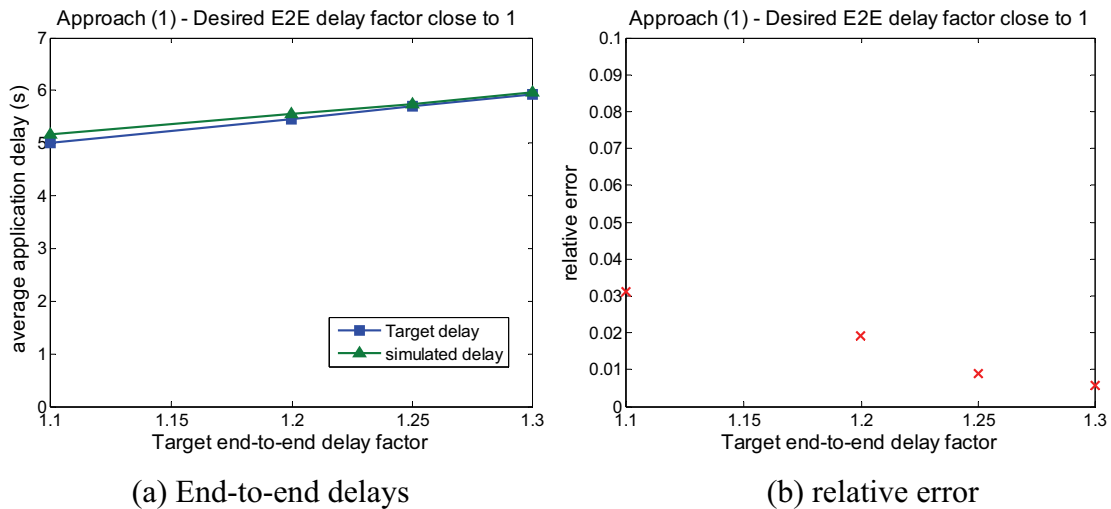 Approach (1) - Desired E2E delay factor close to 1
7
6
5
4
3
2
1
0
average application delay (s)
Target delay
simulated delay
1.1
1.15
1.2
1.25
1.3
Target end-to-end delay factor
(a) End-to-end delays
Approach (1) - Desired E2E delay factor close to 1
0.1
0.09
0.08
0.07
0.06
0.05
0.04
0.03
0.02
0.01
0
relative error
1.1
1.15
1.2
1.25
1.3
Target end-to-end delay factor
(b) relative error